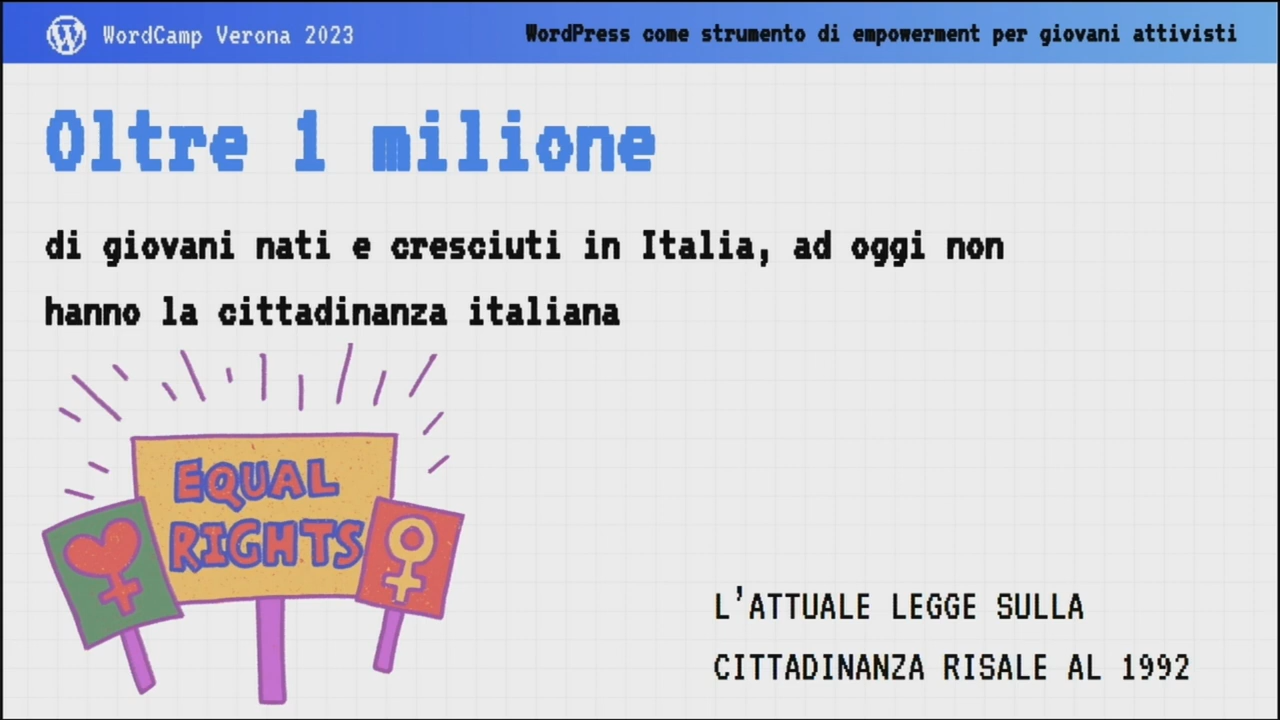 WordCamp Verona 2023
WordPress come strumento di empowerment per giovani attivisti
Oltre 1 milione
di giovani nati e cresciuti in Italia, ad oggi non
hanno la cittadinanza italiana
EQUAL
RIGHTS
L'ATTUALE LEGGE SULLA
CITTADINANZA RISALE AL 1992